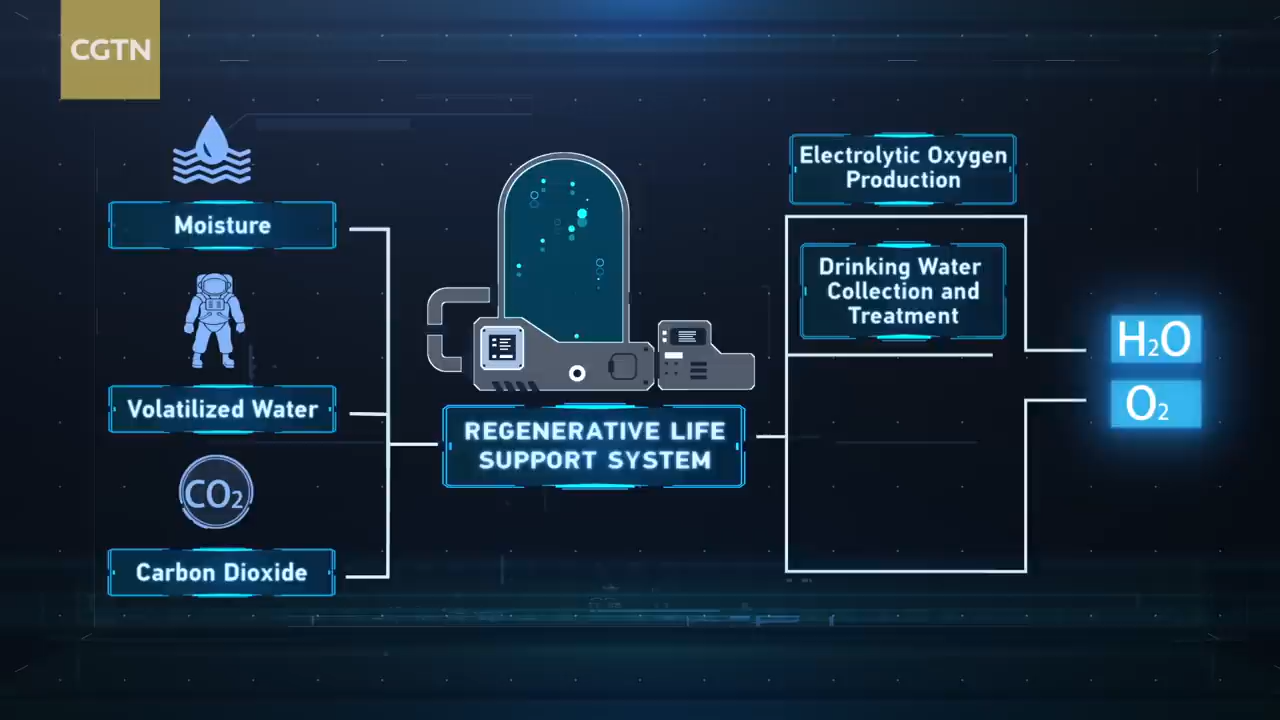 CGTN
Moisture
Volatilized Water
CO₂
Carbon Dioxide
REGENERATIVE LIFE
SUPPORT SYSTEM
Electrolytic Oxygen
Production
Drinking Water
Collection and
Treatment
H₂O
O₂